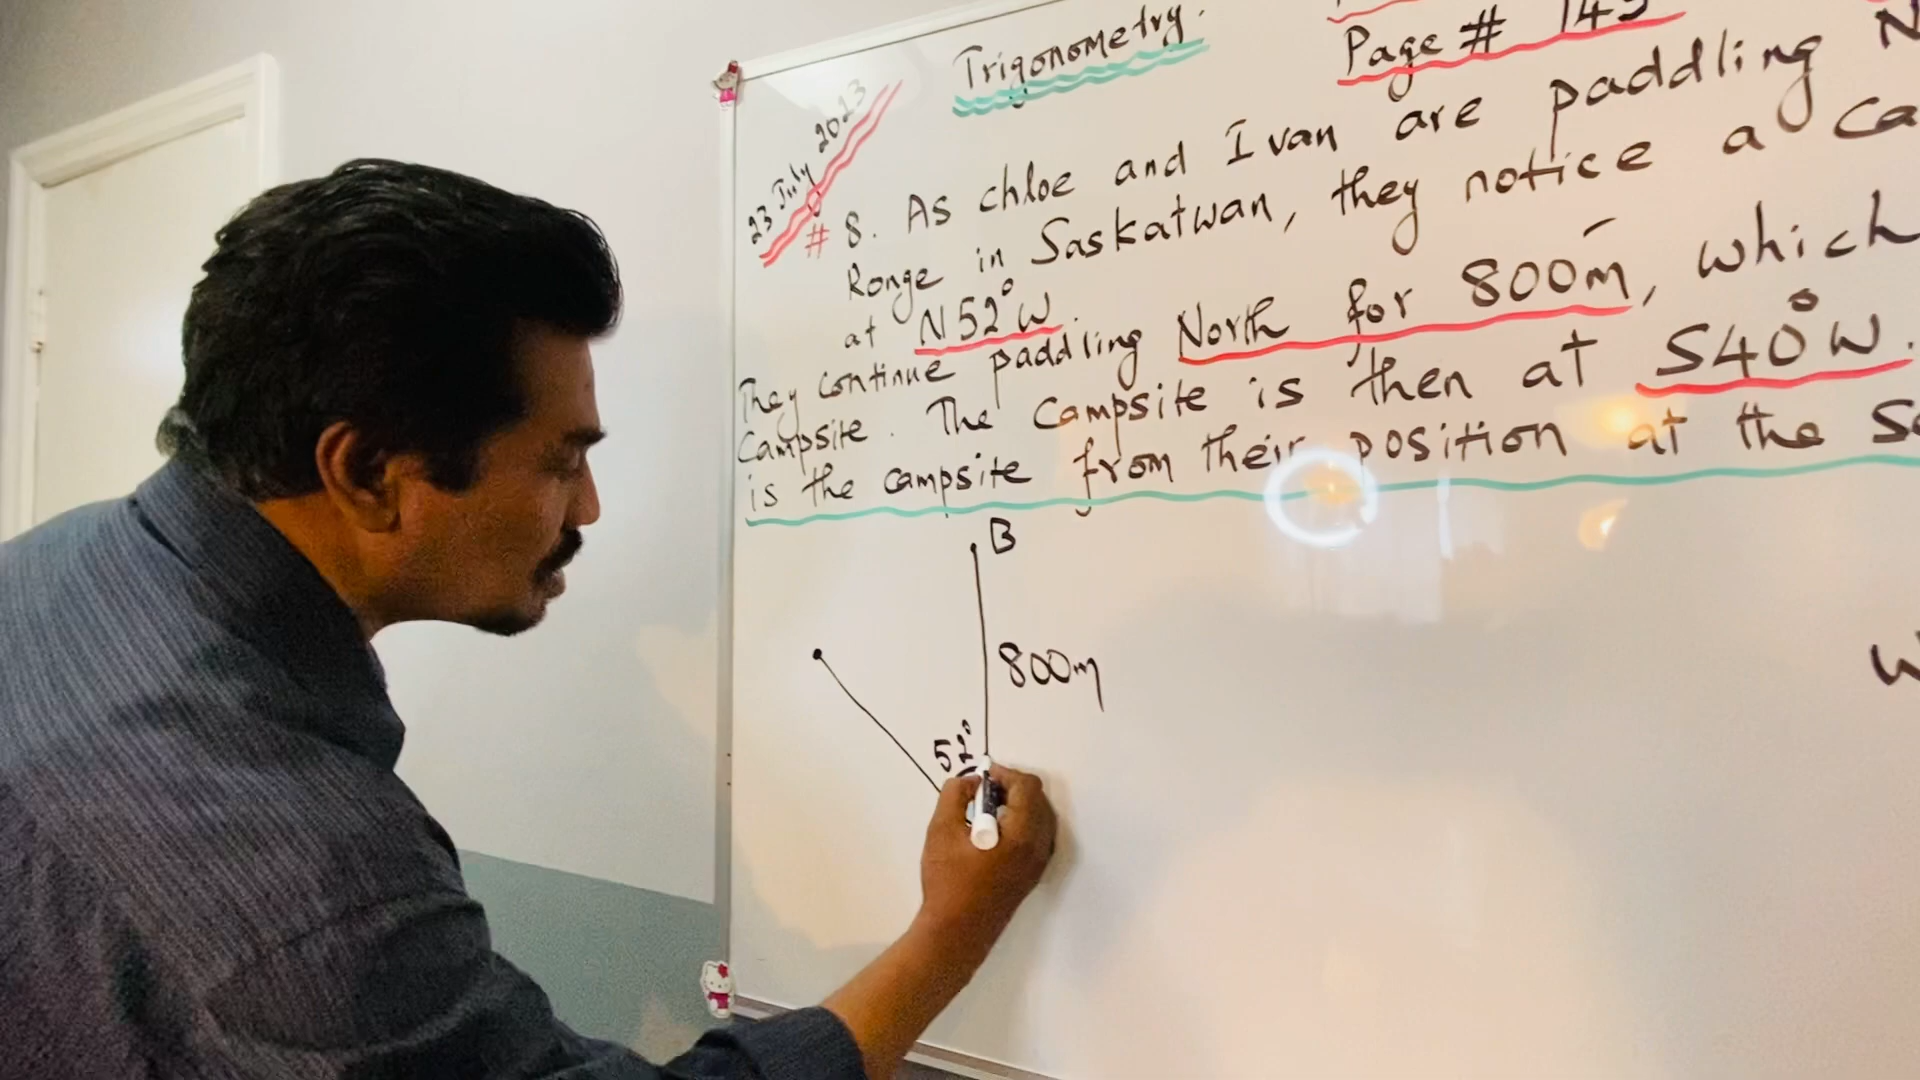 Trigonometry.
Page # 143
23 July 2023
# 8. As chloe and Ivan are paddling N
Ronge in Saskatwan, they notice a Ca
at N52°W.
They continue paddling North for 800m, which
Campsite. The Campsite is then at S40°W.
is the campsite from their position at the Se
B
800m
52°
W